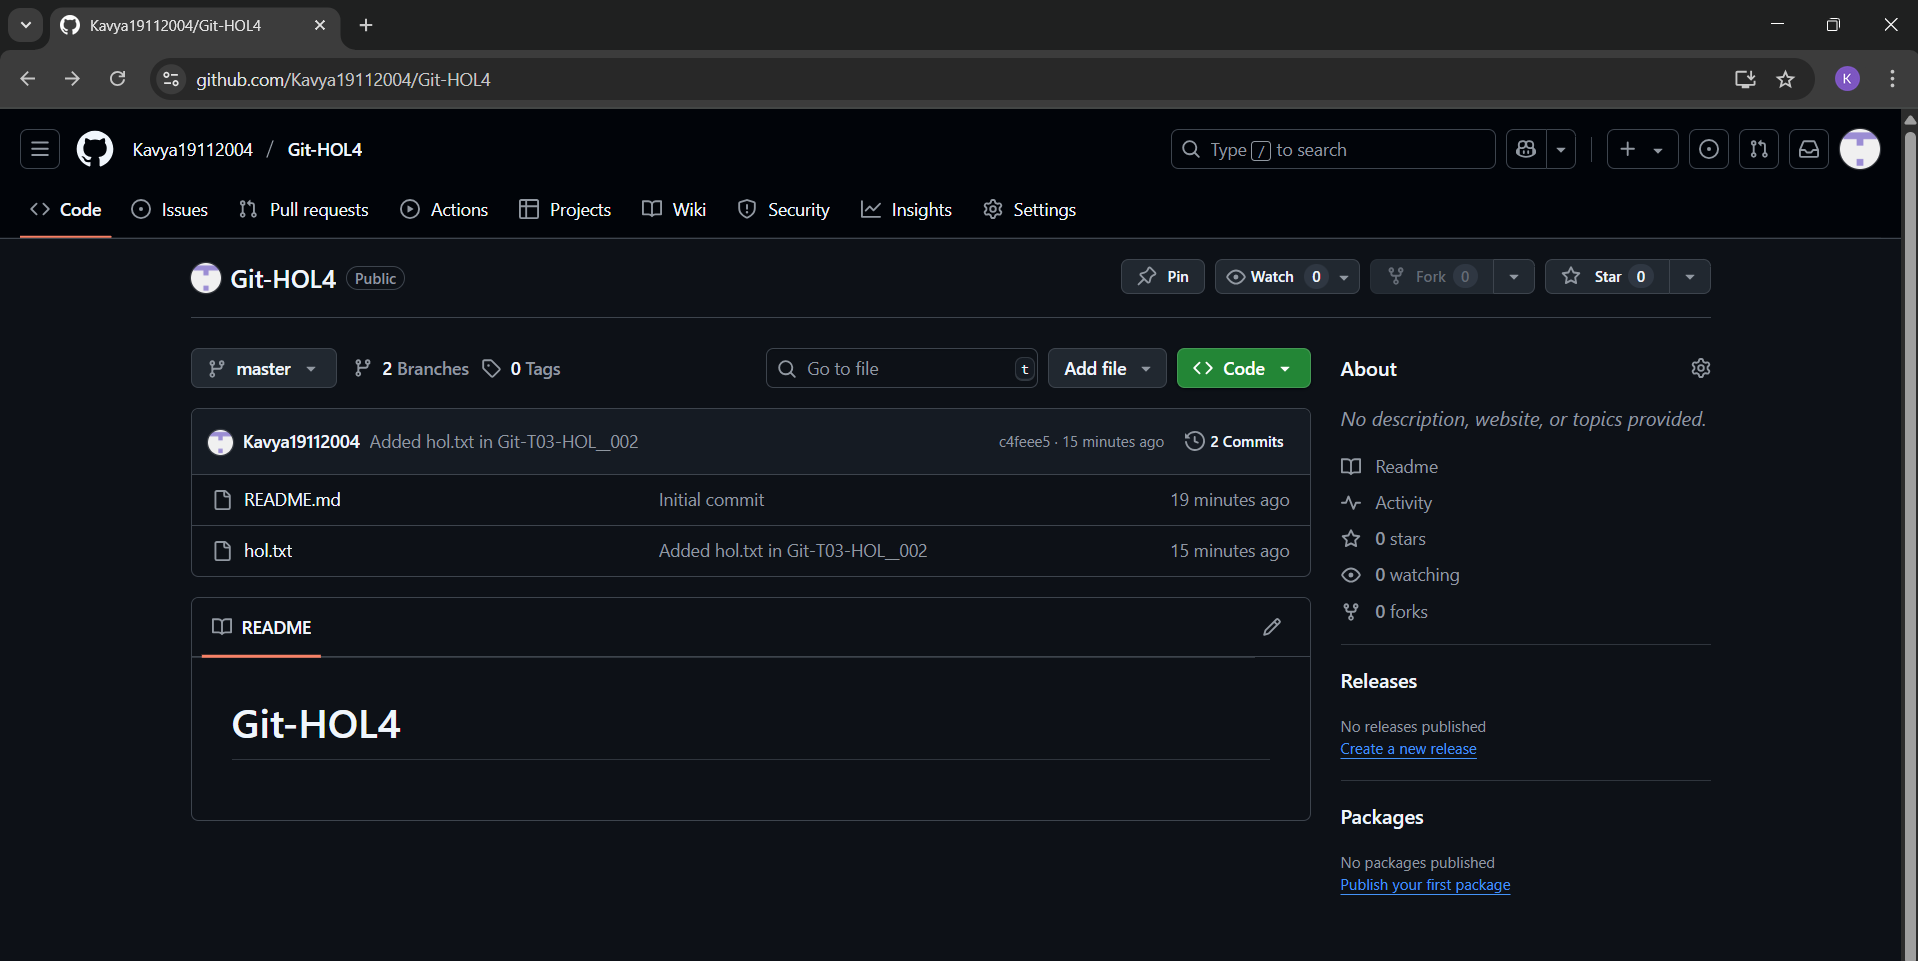 Kavya19112004/Git-HOL4
github.com/Kavya19112004/Git-HOL4
K
Kavya19112004 / Git-HOL4
Type / to search
Code Issues Pull requests Actions Projects Wiki Security Insights Settings
Git-HOL4 Public
Pin Watch 0 Fork 0 Star 0
master 2 Branches 0 Tags
Go to file t
Add file
Code
Kavya19112004 Added hol.txt in Git-T03-HOL_002
c4feee5 · 15 minutes ago
2 Commits
README.md Initial commit 19 minutes ago
hol.txt Added hol.txt in Git-T03-HOL_002 15 minutes ago
README
Git-HOL4
About
No description, website, or topics provided.
Readme
Activity
0 stars
0 watching
0 forks
Releases
No releases published
Create a new release
Packages
No packages published
Publish your first package